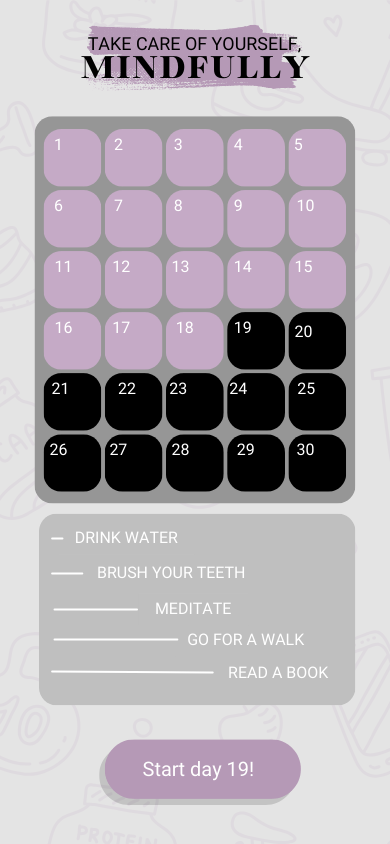 TAKE CARE OF YOURSELF,
MINDFULLY
1 2 3 4 5
6 7 8 9 10
11 12 13 14 15
16 17 18 19 20
21 22 23 24 25
26 27 28 29 30
DRINK WATER
BRUSH YOUR TEETH
MEDITATE
GO FOR A WALK
READ A BOOK
10
Start day 19!
PROTEIN